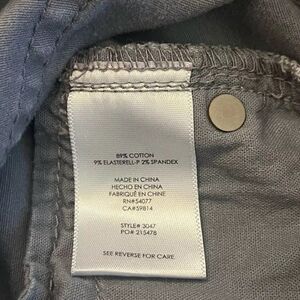 89% COTTON
9% ELASTERELL-P 2% SPANDEX
MADE IN CHINA
HECHO EN CHINA
FABRIQUÉ EN CHINE
RN#54077
CA#59814
STYLE# 3047
PO# 215478
SEE REVERSE FOR CARE